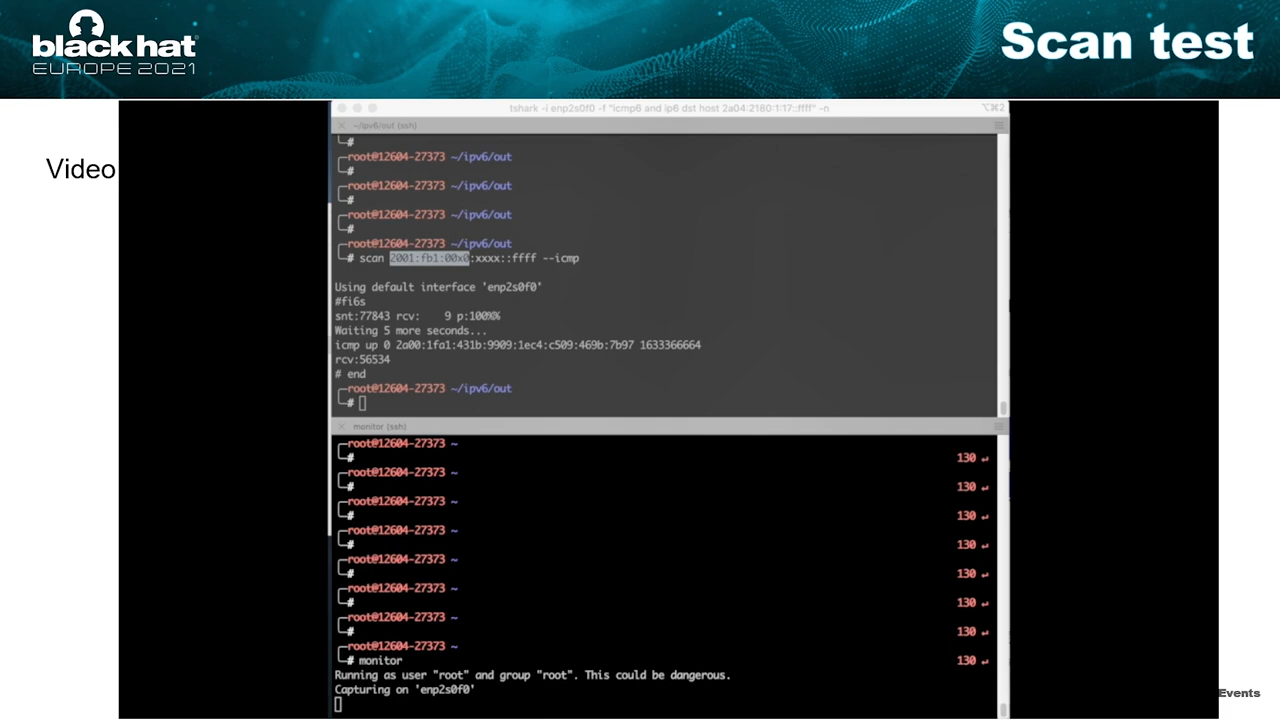 black hat
EUROPE 2021
Scan test
Video
tshark -i enp2s0f0 -f "icmp6 and ip6 dst host 2a04:2180:1:17::ffff" -n
⌥⌘2
~/ipv6/out (ssh)
#
root@12604-27373 ~/ipv6/out
#
root@12604-27373 ~/ipv6/out
#
root@12604-27373 ~/ipv6/out
#
root@12604-27373 ~/ipv6/out
# scan 2001:fb1:00x0:xxxx::ffff --icmp
Using default interface 'enp2s0f0'
#fi6s
snt:77843 rcv: 9 p:100%%
Waiting 5 more seconds...
icmp up 0 2a00:1fa1:431b:9909:1ec4:c509:469b:7b97 1633366664
rcv:56534
# end
root@12604-27373 ~/ipv6/out
#
monitor (ssh)
root@12604-27373 ~
# 130 ↵
root@12604-27373 ~
# 130 ↵
root@12604-27373 ~
# 130 ↵
root@12604-27373 ~
# 130 ↵
root@12604-27373 ~
# 130 ↵
root@12604-27373 ~
# 130 ↵
root@12604-27373 ~
# 130 ↵
root@12604-27373 ~
# monitor 130 ↵
Running as user "root" and group "root". This could be dangerous.
Capturing on 'enp2s0f0'
Events